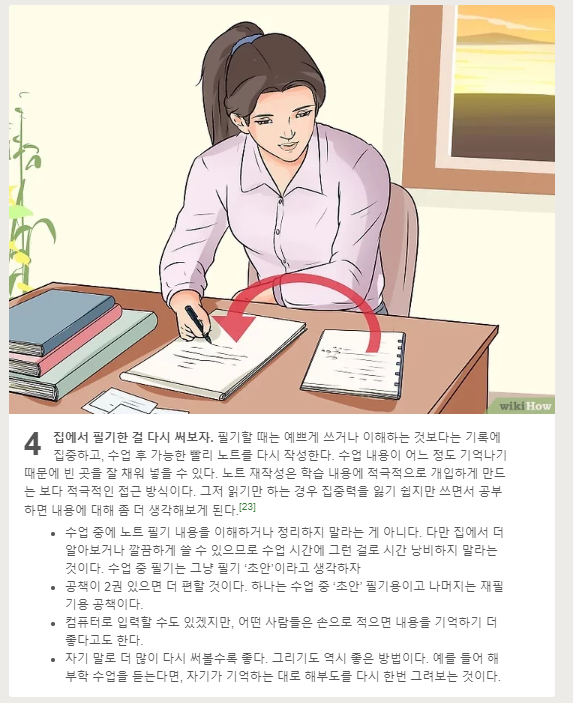 wikiHow
4 집에서 필기한 걸 다시 써보자. 필기할 때는 예쁘게 쓰거나 이해하는 것보다는 기록에
집중하고, 수업 후 가능한 빨리 노트를 다시 작성한다. 수업 내용이 어느 정도 기억나기
때문에 빈 곳을 잘 채워 넣을 수 있다. 노트 재작성은 학습 내용에 적극적으로 개입하게 만드
는 보다 적극적인 접근 방식이다. 그저 읽기만 하는 경우 집중력을 잃기 쉽지만 쓰면서 공부
하면 내용에 대해 좀 더 생각해보게 된다.[23]
• 수업 중에 노트 필기 내용을 이해하거나 정리하지 말라는 게 아니다. 다만 집에서 더
알아보거나 깔끔하게 쓸 수 있으므로 수업 시간에 그런 걸로 시간 낭비하지 말라는
것이다. 수업 중 필기는 그냥 필기 ‘초안’이라고 생각하자
• 공책이 2권 있으면 더 편할 것이다. 하나는 수업 중 ‘초안’ 필기용이고 나머지는 재필
기용 공책이다.
• 컴퓨터로 입력할 수도 있겠지만, 어떤 사람들은 손으로 적으면 내용을 기억하기 더
좋다고도 한다.
• 자기 말로 더 많이 다시 써볼수록 좋다. 그리기도 역시 좋은 방법이다. 예를 들어 해
부학 수업을 듣는다면, 자기가 기억하는 대로 해부도를 다시 한번 그려보는 것이다.